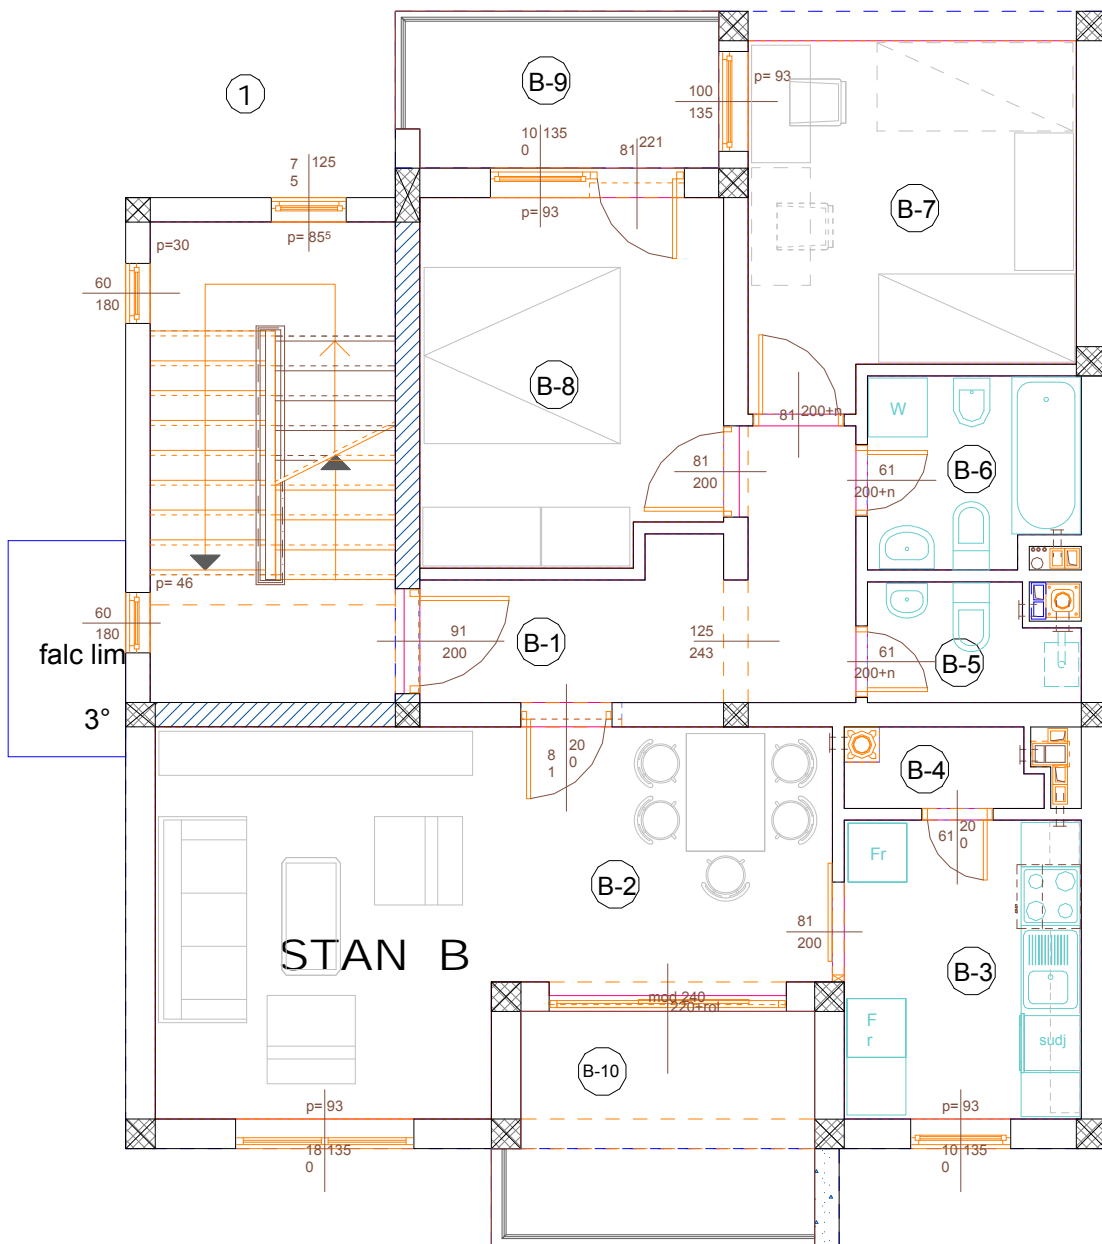 1
B-9
100
135
p= 93
10
0
135
81
221
p= 93
7
5
125
p= 85⁵
p=30
60
180
B-7
B-8
81
200+n
81
200
W
B-6
61
200+n
p= 46
60
180
falc lim
3°
91
200
B-1
125
243
61
200+n
B-5
8
1
20
0
B-4
61
20
0
Fr
B-2
81
200
STAN B
B-3
mod 240
220+rol
F
r
sudj
B-10
p= 93
18
0
135
p= 93
10
0
135